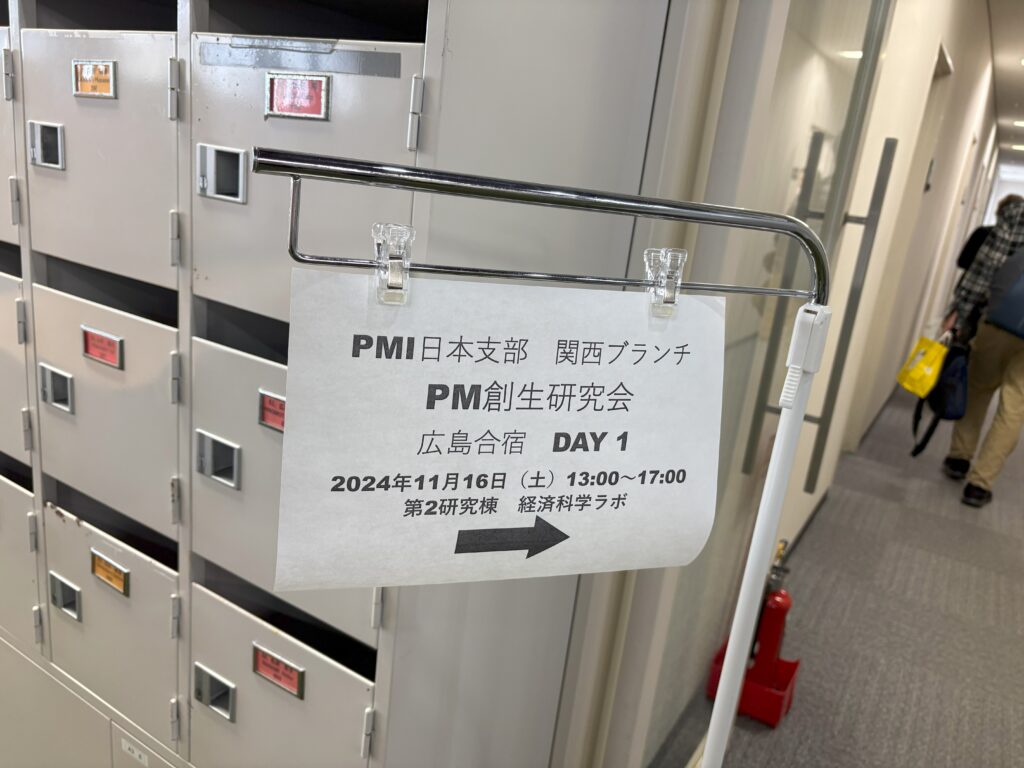 PMI日本支部　関西ブランチ
PM創生研究会
広島合宿　DAY 1
2024年11月16日（土）13:00～17:00
第2研究棟　経済科学ラボ